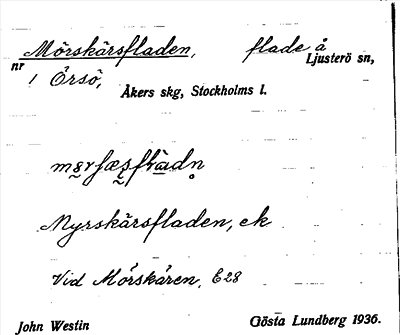 Mörskärsfladen, flade å
nr Ljusterö sn,
1 Örsö,
Åkers skg, Stockholms l.
Myrskärsfladen, ek
Vid Mörskären, E28
John Westin Gösta Lundberg 1936.